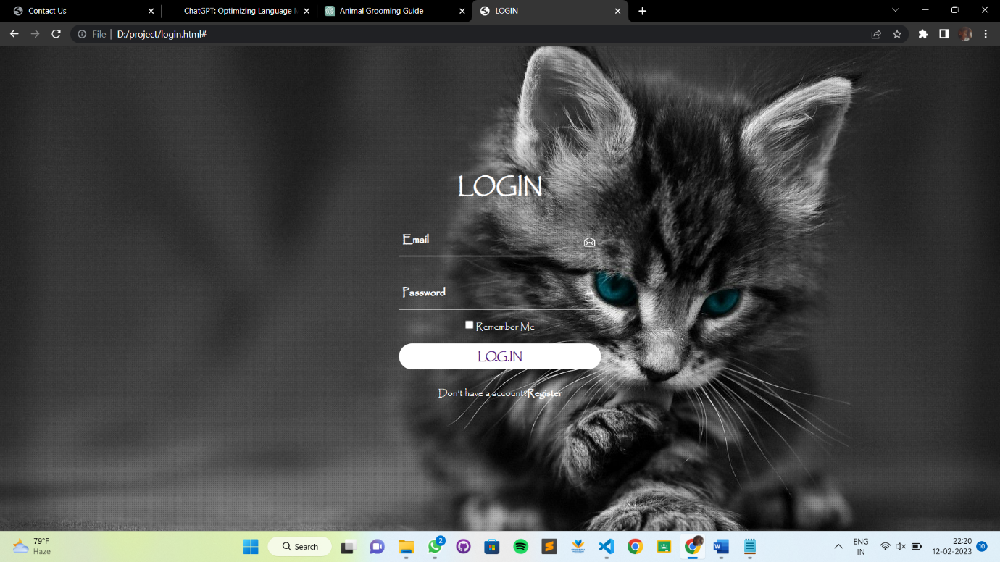 Contact Us
ChatGPT: Optimizing Language
Animal Grooming Guide
LOGIN
File | D:/project/login.html#
LOGIN
Email
Password
Remember Me
LO.G.IN
Don't have a account?Register
79°F
Haze
Search
2
ENG
IN
22:20
12-02-2023
10